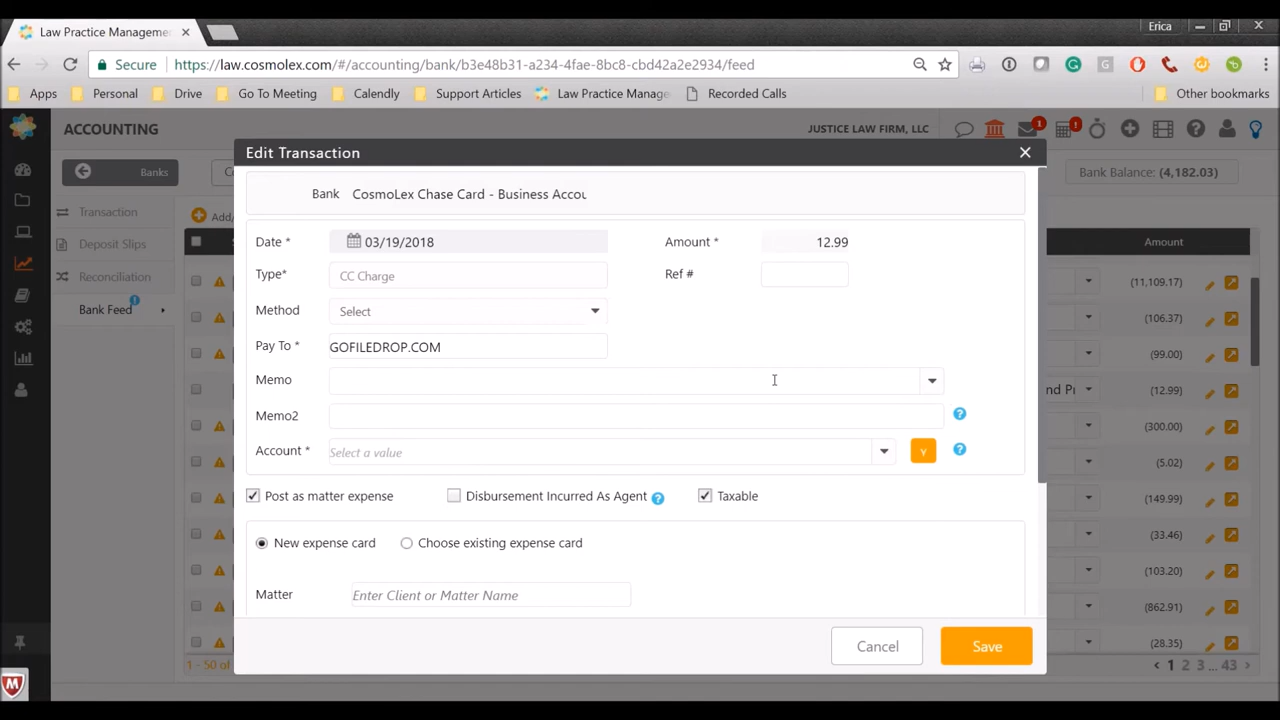 Law Practice Manageme
Erica
Secure
https://law.cosmolex.com/#/accounting/bank/b3e48b31-a234-4fae-8bc8-cbd42a2e2934/feed
Apps Personal Drive Go To Meeting Calendly Support Articles Law Practice Manage Recorded Calls Other bookmarks
ACCOUNTING
JUSTICE LAW FIRM, LLC
1
Banks
Edit Transaction
Bank Balance: (4,182.03)
Bank CosmoLex Chase Card - Business Accou
Transaction
Add/
Deposit Slips
Reconciliation
Bank Feed
Date * 03/19/2018
Amount * 12.99
Type* CC Charge
Ref #
Method Select
Pay To * GOFILEDROP.COM
Memo
Memo2
Account * Select a value
Y
Post as matter expense
Disbursement Incurred As Agent
Taxable
New expense card
Choose existing expense card
Matter Enter Client or Matter Name
Cancel
Save
Amount
(11,109.17)
(106.37)
(99.00)
(12.99)
(300.00)
(5.02)
(149.99)
(33.46)
(103.20)
(862.91)
(28.35)
1 - 50 of
< 1 2 3 ... 43 >